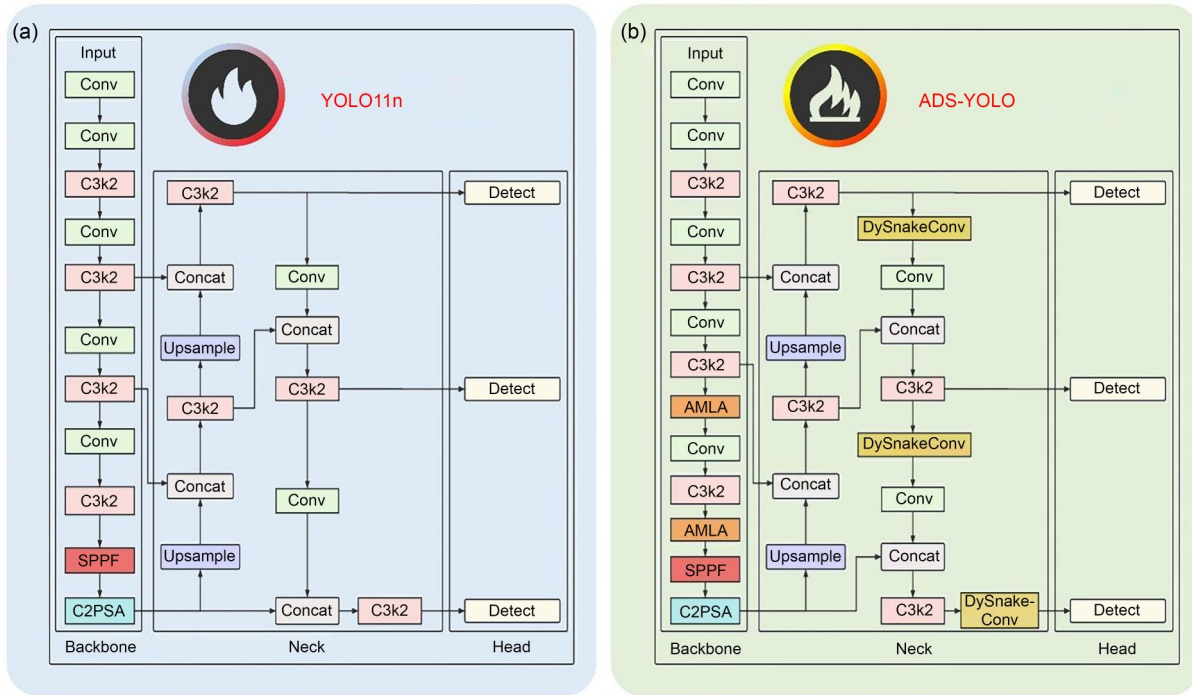 (a)
Input
Conv
Conv
C3k2
Conv
C3k2
Conv
C3k2
Conv
C3k2
SPPF
C2PSA
Backbone
YOLO11n
C3k2
Concat
Upsample
C3k2
Concat
Upsample
Conv
Concat
C3k2
Conv
Concat
C3k2
Neck
Detect
Detect
Detect
Head
(b)
Input
Conv
Conv
C3k2
Conv
C3k2
Conv
C3k2
AMLA
Conv
C3k2
AMLA
SPPF
C2PSA
Backbone
ADS-YOLO
C3k2
Concat
Upsample
C3k2
Concat
Upsample
DySnakeConv
Conv
Concat
C3k2
DySnakeConv
Conv
Concat
C3k2
DySnake-
Conv
Neck
Detect
Detect
Detect
Head